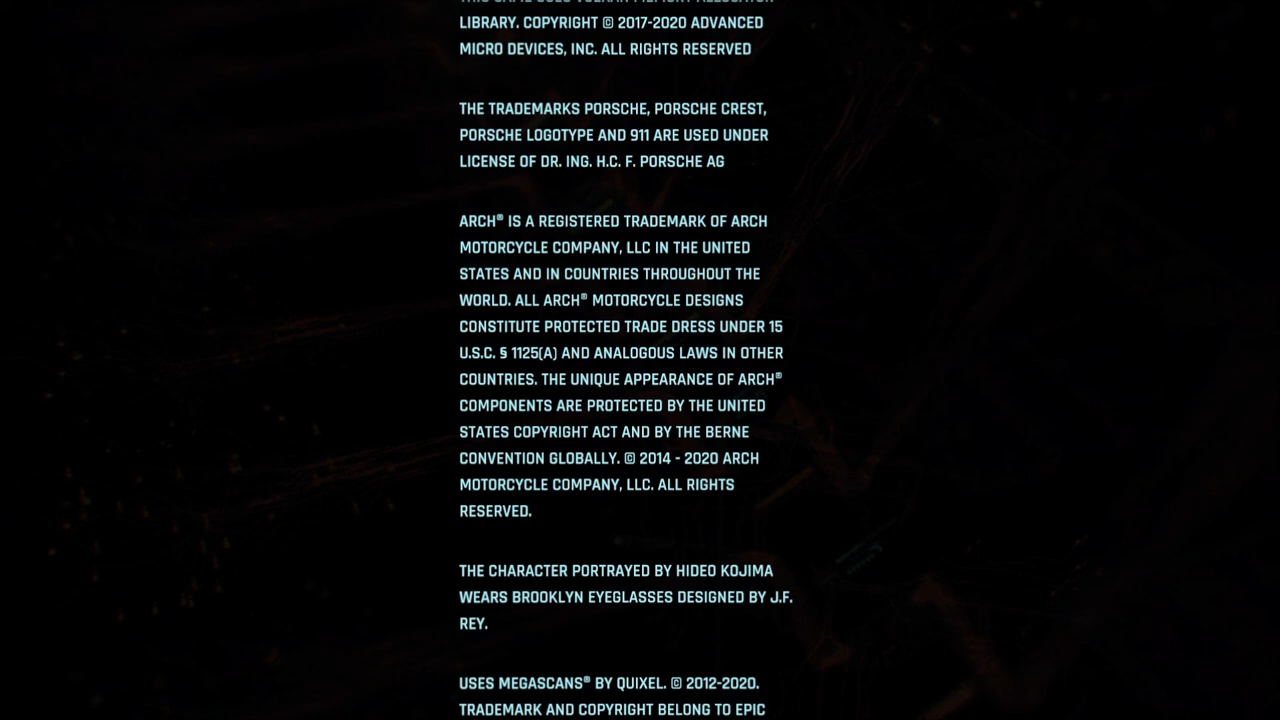 THIS GAME USES VULKAN MEMORY ALLOCATOR
LIBRARY. COPYRIGHT © 2017-2020 ADVANCED
MICRO DEVICES, INC. ALL RIGHTS RESERVED
THE TRADEMARKS PORSCHE, PORSCHE CREST,
PORSCHE LOGOTYPE AND 911 ARE USED UNDER
LICENSE OF DR. ING. H.C. F. PORSCHE AG
ARCH® IS A REGISTERED TRADEMARK OF ARCH
MOTORCYCLE COMPANY, LLC IN THE UNITED
STATES AND IN COUNTRIES THROUGHOUT THE
WORLD. ALL ARCH® MOTORCYCLE DESIGNS
CONSTITUTE PROTECTED TRADE DRESS UNDER 15
U.S.C. § 1125(A) AND ANALOGOUS LAWS IN OTHER
COUNTRIES. THE UNIQUE APPEARANCE OF ARCH®
COMPONENTS ARE PROTECTED BY THE UNITED
STATES COPYRIGHT ACT AND BY THE BERNE
CONVENTION GLOBALLY. © 2014 - 2020 ARCH
MOTORCYCLE COMPANY, LLC. ALL RIGHTS
RESERVED.
THE CHARACTER PORTRAYED BY HIDEO KOJIMA
WEARS BROOKLYN EYEGLASSES DESIGNED BY J.F.
REY.
USES MEGASCANS® BY QUIXEL. © 2012-2020.
TRADEMARK AND COPYRIGHT BELONG TO EPIC